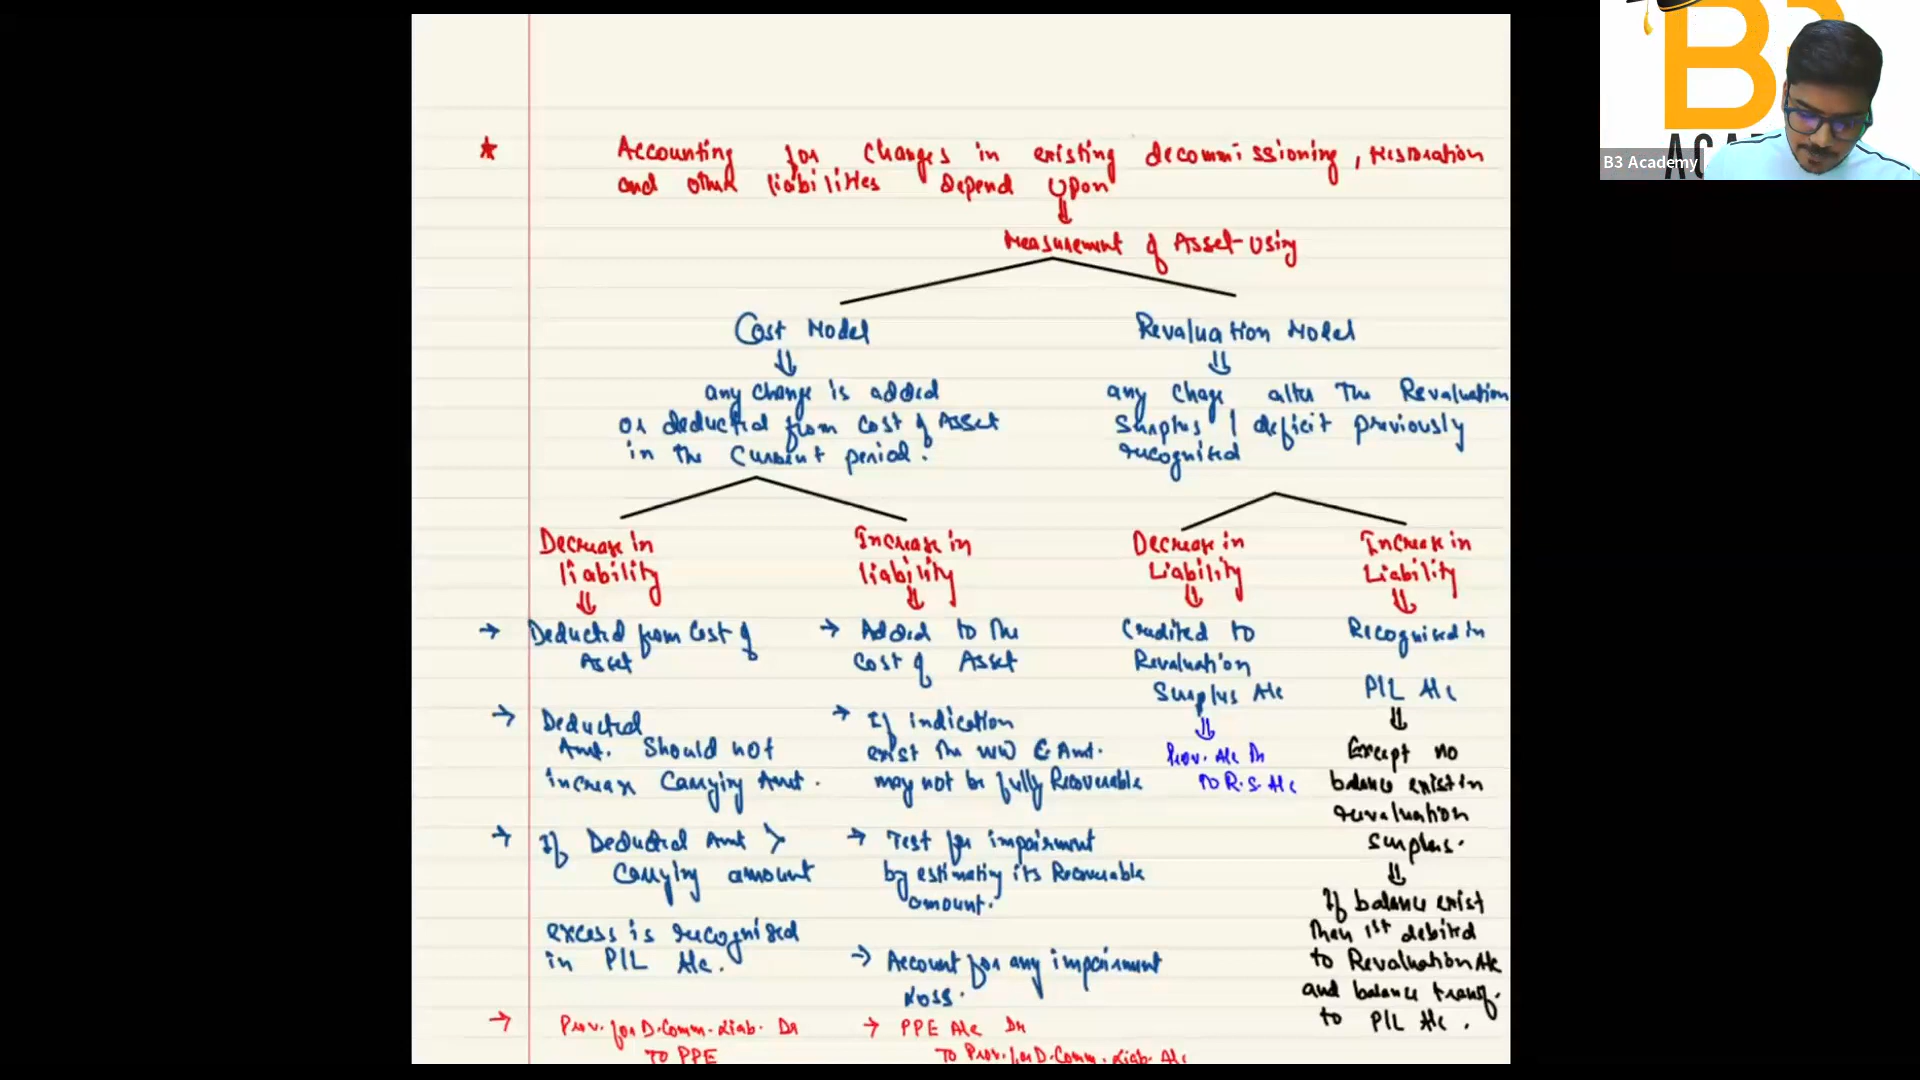 Accounting for changes in existing decommissioning, restoration
and other liabilities Depend Upon
Measurement of Asset Using
Cost Model
any change is added
or deducted from cost of Asset
in the current period.
Decrease in
liability
Deducted from Cost of
Asset
Deducted
Amt. Should not
increase Carrying Amt.
If Deducted Amt >
Carrying amount
excess is recognised
in P|L A/c.
Prov. for D.Comm. Liab. Dr
To PPE
Increase in
liability
Added to the
cost of Asset
If indication
exist the new C Amt.
may not be fully Recoverable
Test for impairment
by estimating its Recoverable
amount.
Account for any impairment
Loss.
PPE A/c Dr
To Prov. for D.Comm. Liab. A/c
Revaluation Model
any Chage alter The Revaluation
Surplus | deficit previously
recognised
Decrease in
Liability
Credited to
Revaluation
Surplus A/c
Prov. A/c Dr
To R.S. A/c
Increase in
Liability
Recognised in
P|L A/c
Except no
balance exist in
revaluation
surplus.
If balance exist
then 1st debited
to Revaluation A/c
and balance transf.
to P|L A/c.
B3
B3 Academy